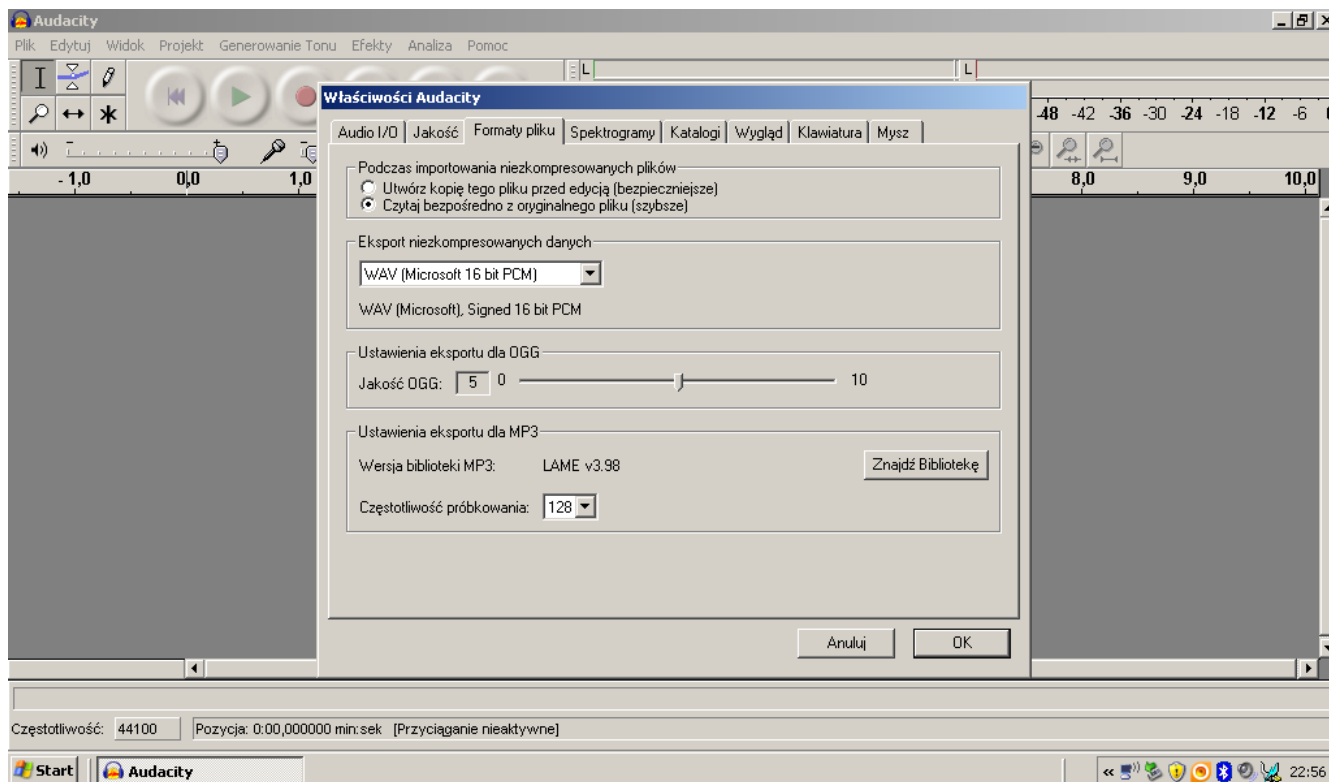 Audacity
Plik Edytuj Widok Projekt Generowanie Tonu Efekty Analiza Pomoc
L L
-48 -42 -36 -30 -24 -18 -12 -6
- 1,0 0,0 1,0 8,0 9,0 10,0
Właściwości Audacity
Audio I/O Jakość Formaty pliku Spektrogramy Katalogi Wygląd Klawiatura Mysz
Podczas importowania niezkompresowanych plików
Utwórz kopię tego pliku przed edycją (bezpieczniejsze)
Czytaj bezpośredno z oryginalnego pliku (szybsze)
Eksport niezkompresowanych danych
WAV (Microsoft 16 bit PCM)
WAV (Microsoft), Signed 16 bit PCM
Ustawienia eksportu dla OGG
Jakość OGG: 5 0 10
Ustawienia eksportu dla MP3
Wersja biblioteki MP3: LAME v3.98 Znajdź Bibliotekę
Częstotliwość próbkowania: 128
Anuluj OK
Częstotliwość: 44100 Pozycja: 0:00,000000 min:sek [Przyciąganie nieaktywne]
Start Audacity « 22:56